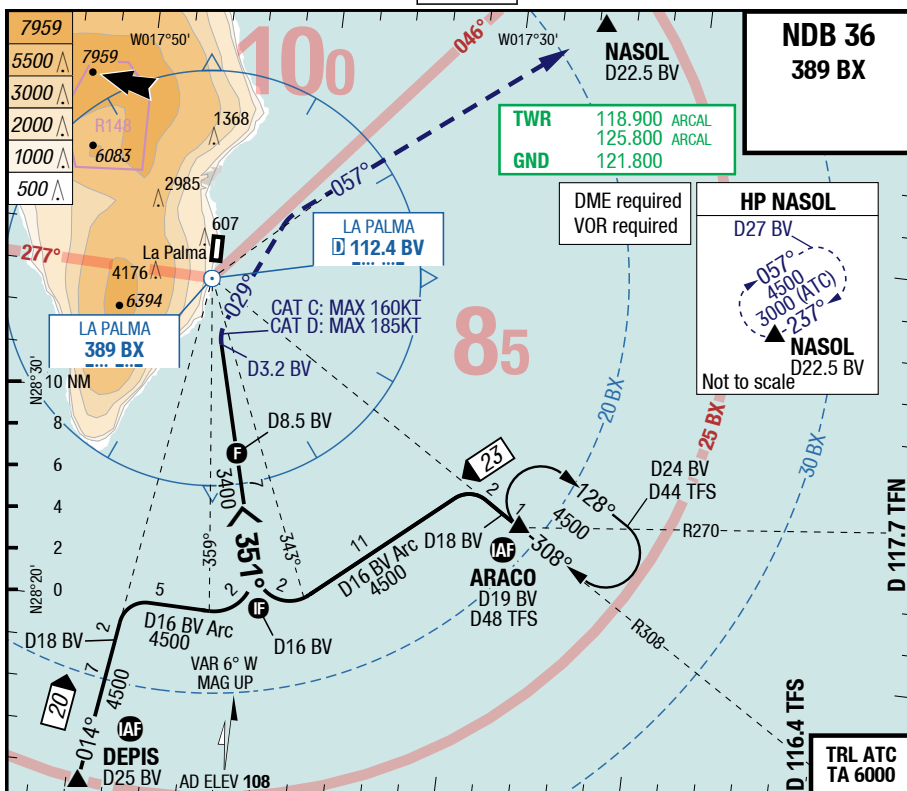 7959
5500
3000
2000
1000
500
W017°50'
7959
R148
6083
100
046°
W017°30'
NASOL
D22.5 BV
NDB 36
389 BX
1368
2985
607
La Palma
277°
4176
6394
057°
029°
TWR 118.900 ARCAL
125.800 ARCAL
GND 121.800
DME required
VOR required
HP NASOL
D27 BV
057°
4500
3000 (ATC)
237°
NASOL
D22.5 BV
Not to scale
LA PALMA
D 112.4 BV
LA PALMA
389 BX
CAT C: MAX 160KT
CAT D: MAX 185KT
D3.2 BV
85
20 BX
25 BX
30 BX
N28°30'
10 NM
8
6
4
2
0
N28°20'
D8.5 BV
F
7
3400
351°
359°
343°
23
2
1
128°
4500
308°
D24 BV
D44 TFS
R270
D 117.7 TFN
D18 BV
IAF
ARACO
D19 BV
D48 TFS
11
D16 BV Arc
4500
2
2
5
2
IF
D16 BV
D16 BV Arc
4500
D18 BV
7
4500
R308
VAR 6° W
MAG UP
20
014°
IAF
DEPIS
D25 BV
AD ELEV 108
D 116.4 TFS
TRL ATC
TA 6000